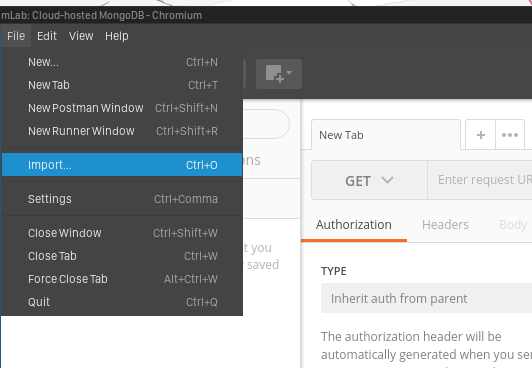 mLab: Cloud-hosted MongoDB - Chromium
File Edit View Help
New... Ctrl+N
New Tab Ctrl+T
New Postman Window Ctrl+Shift+N
New Runner Window Ctrl+Shift+R
Import... Ctrl+O
Settings Ctrl+Comma
Close Window Ctrl+Shift+W
Close Tab Ctrl+W
Force Close Tab Alt+Ctrl+W
Quit Ctrl+Q
ons
t you
saved
New Tab + •••
GET Enter request UR
Authorization Headers Body
TYPE
Inherit auth from parent
The authorization header will be
automatically generated when you se